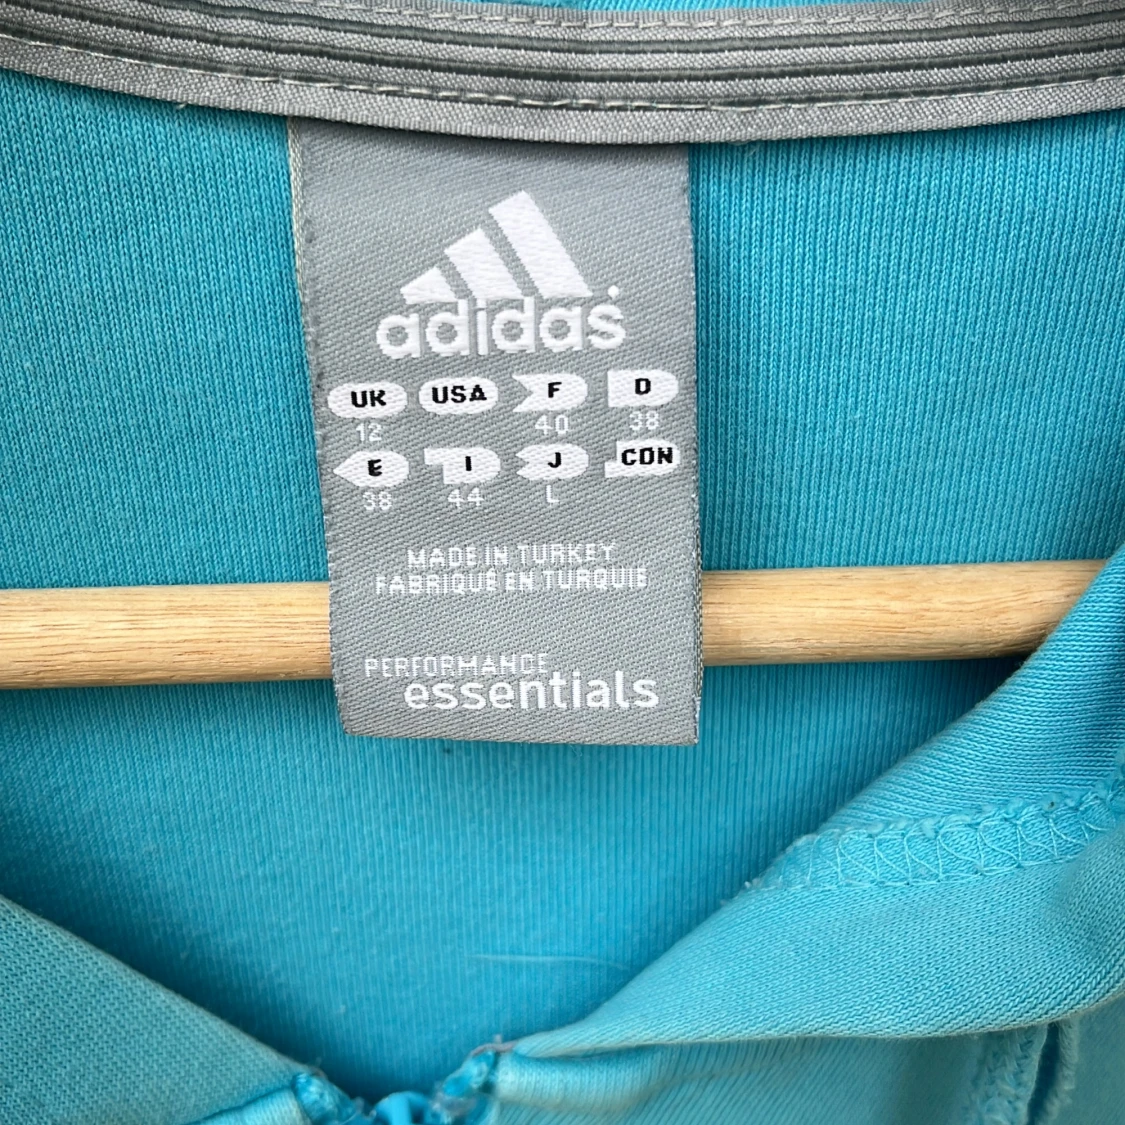 adidas
UK USA F D
12 40 38
E I J CDN
38 44 L
MADE IN TURKEY
FABRIQUÉ EN TURQUIE
PERFORMANCE
essentials